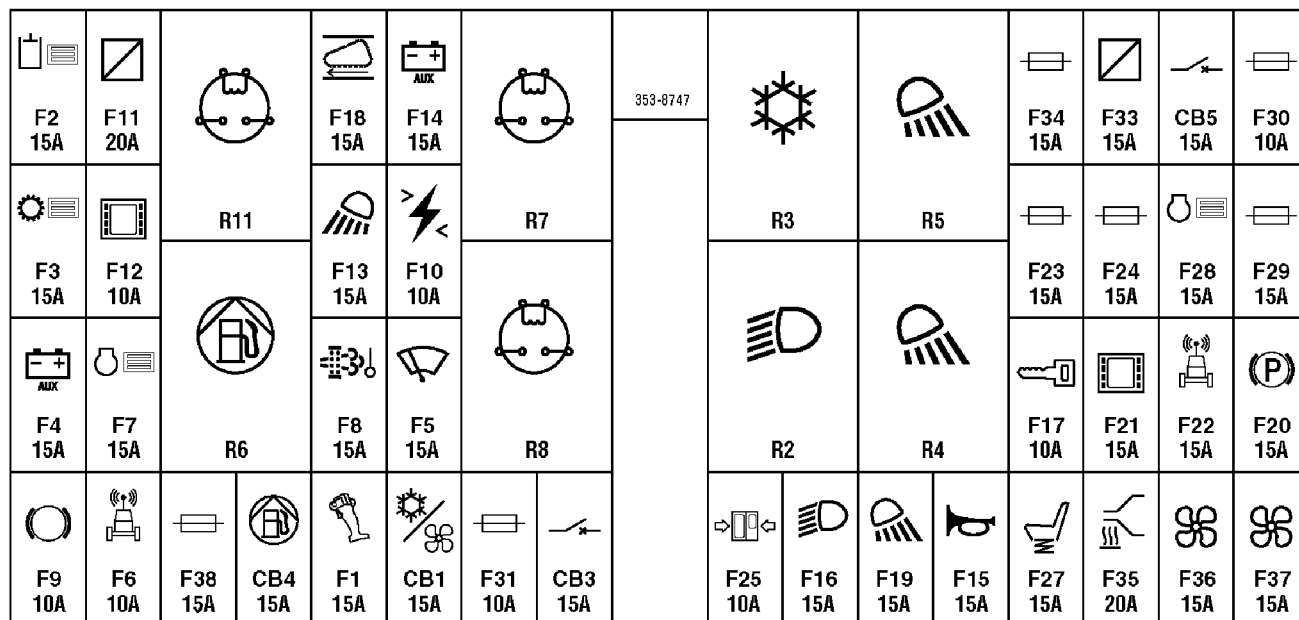 AUX
353-8747
F2 F11 F18 F14 F34 F33 CB5 F30
15A 20A 15A 15A 15A 15A 15A 10A
R11 R7 R3 R5
F3 F12 F13 F10 F23 F24 F28 F29
15A 10A 15A 10A 15A 15A 15A 15A
AUX P
F4 F7 F8 F5 F17 F21 F22 F20
15A 15A 15A 15A 10A 15A 15A 15A
R6 R8 R2 R4
F9 F6 F38 CB4 F1 CB1 F31 CB3 F25 F16 F19 F15 F27 F35 F36 F37
10A 10A 15A 15A 15A 15A 10A 15A 10A 15A 15A 15A 15A 20A 15A 15A